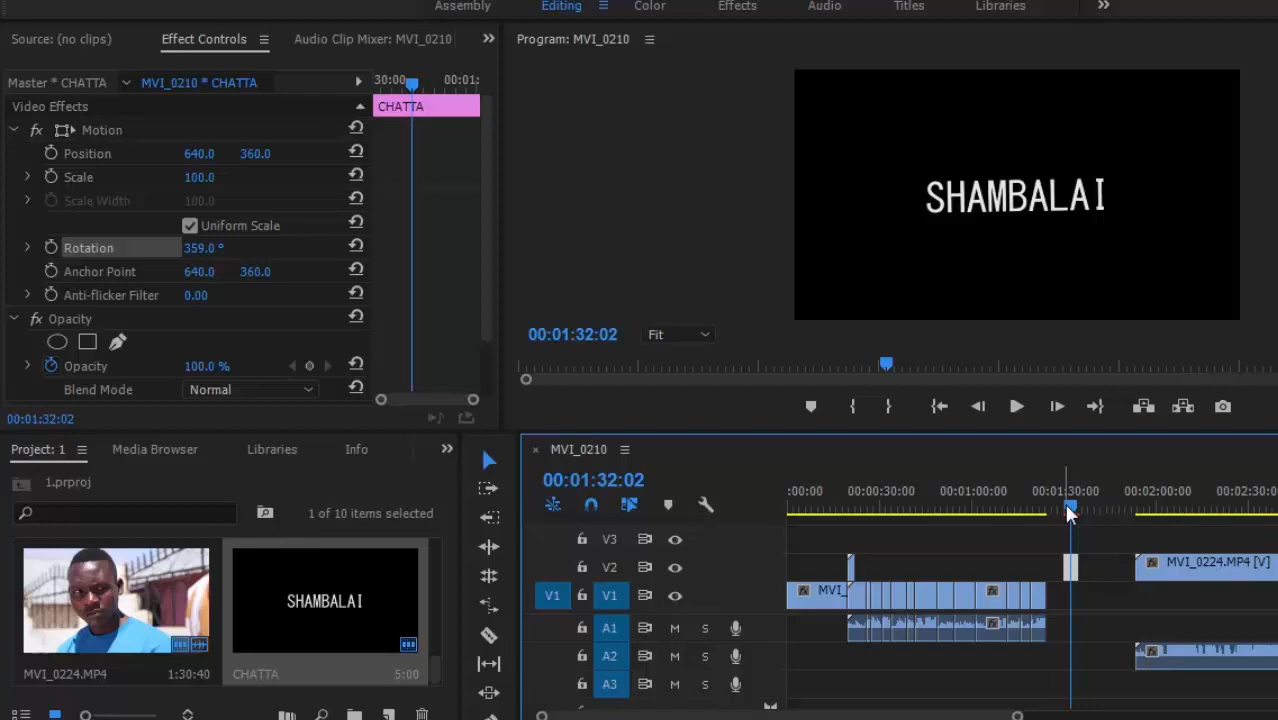 Assembly Editing Color Effects Audio Titles Libraries
Source: (no clips) Effect Controls Audio Clip Mixer: MVI_0210
Program: MVI_0210
Master * CHATTA MVI_0210 * CHATTA
30:00 00:01:
Video Effects
CHATTA
fx Motion
Position 640.0 360.0
Scale 100.0
Scale Width 100.0
Uniform Scale
Rotation 359.0 °
Anchor Point 640.0 360.0
Anti-flicker Filter 0.00
fx Opacity
Opacity 100.0 %
Blend Mode Normal
00:01:32:02
SHAMBALAI
00:01:32:02 Fit
Project: 1 Media Browser Libraries Info
1.prproj
1 of 10 items selected
SHAMBALAI
MVI_0224.MP4 1:30:40
CHATTA 5:00
× MVI_0210
00:01:32:02
:00:00 00:00:30:00 00:01:00:00 00:01:30:00 00:02:00:00 00:02:30:00
V3
V2
fx MVI_0224.MP4 [V]
V1 V1
fx MVI_ fx
A1 M S
fx
A2 M S
fx
A3 M S